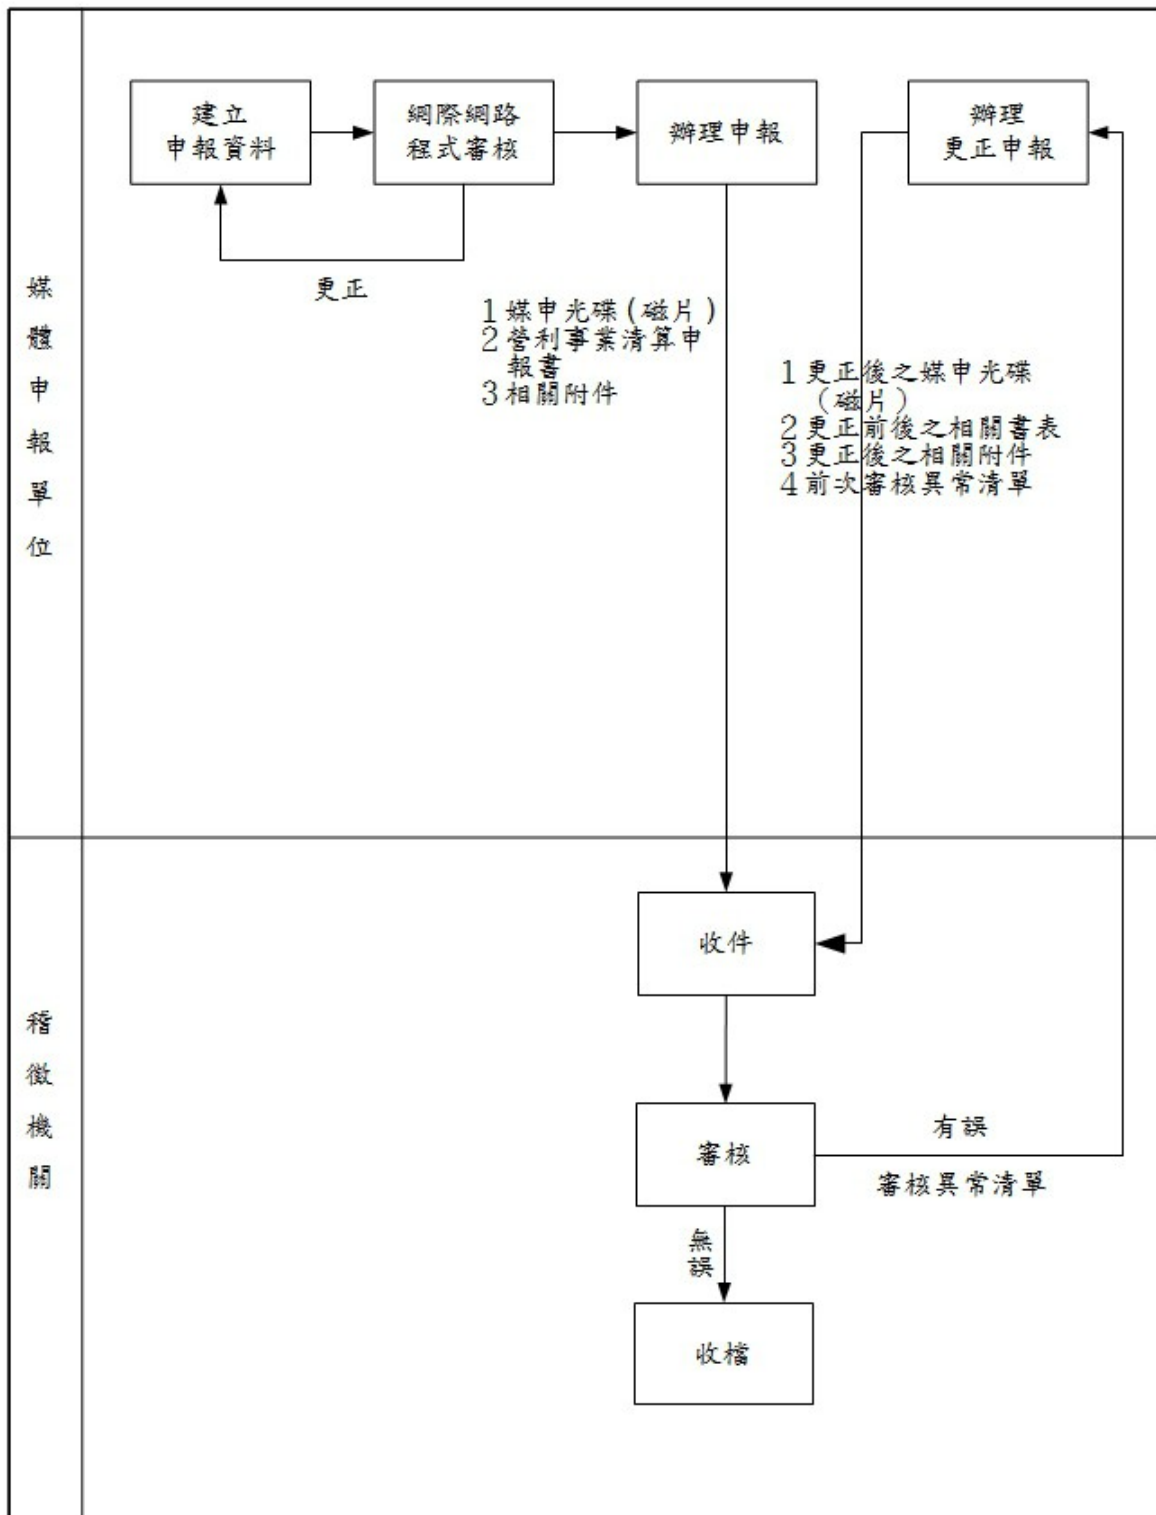 建立
申報資料
網際網路
程式審核
辦理申報
辦理
更正申報
更正
媒體申報單位
1媒申光碟(磁片)
2營利事業清算申
報書
3相關附件
1更正後之媒申光碟
（磁片）
2更正前後之相關書表
3更正後之相關附件
4前次審核異常清單
收件
稽徵機關
審核
有誤
審核異常清單
無誤
收檔